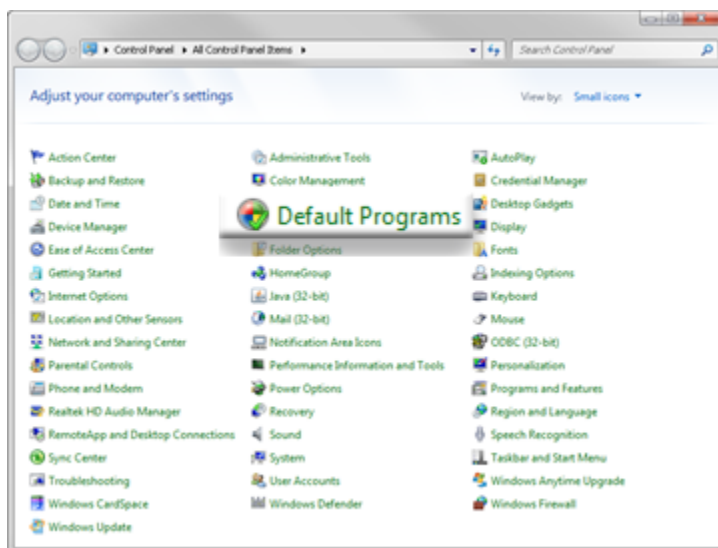 Control Panel All Control Panel Items Search Control Panel
Adjust your computer's settings View by: Small icons
Action Center Administrative Tools AutoPlay
Backup and Restore Color Management Credential Manager
Date and Time Default Programs Desktop Gadgets
Device Manager Display
Ease of Access Center Folder Options Fonts
Getting Started HomeGroup Indexing Options
Internet Options Java (32-bit) Keyboard
Location and Other Sensors Mail (32-bit) Mouse
Network and Sharing Center Notification Area Icons ODBC (32-bit)
Parental Controls Performance Information and Tools Personalization
Phone and Modem Power Options Programs and Features
Realtek HD Audio Manager Recovery Region and Language
RemoteApp and Desktop Connections Sound Speech Recognition
Sync Center System Taskbar and Start Menu
Troubleshooting User Accounts Windows Anytime Upgrade
Windows CardSpace Windows Defender Windows Firewall
Windows Update